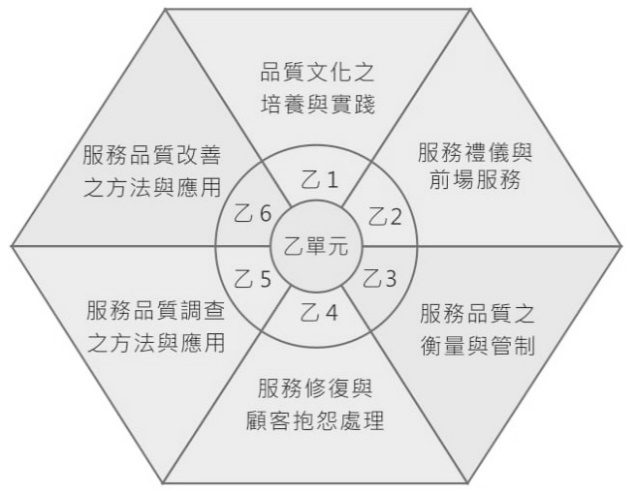 品質文化之
培養與實踐
服務禮儀與
前場服務
服務品質之
衡量與管制
服務修復與
顧客抱怨處理
服務品質調查
之方法與應用
服務品質改善
之方法與應用
乙1
乙2
乙3
乙4
乙5
乙6
乙單元